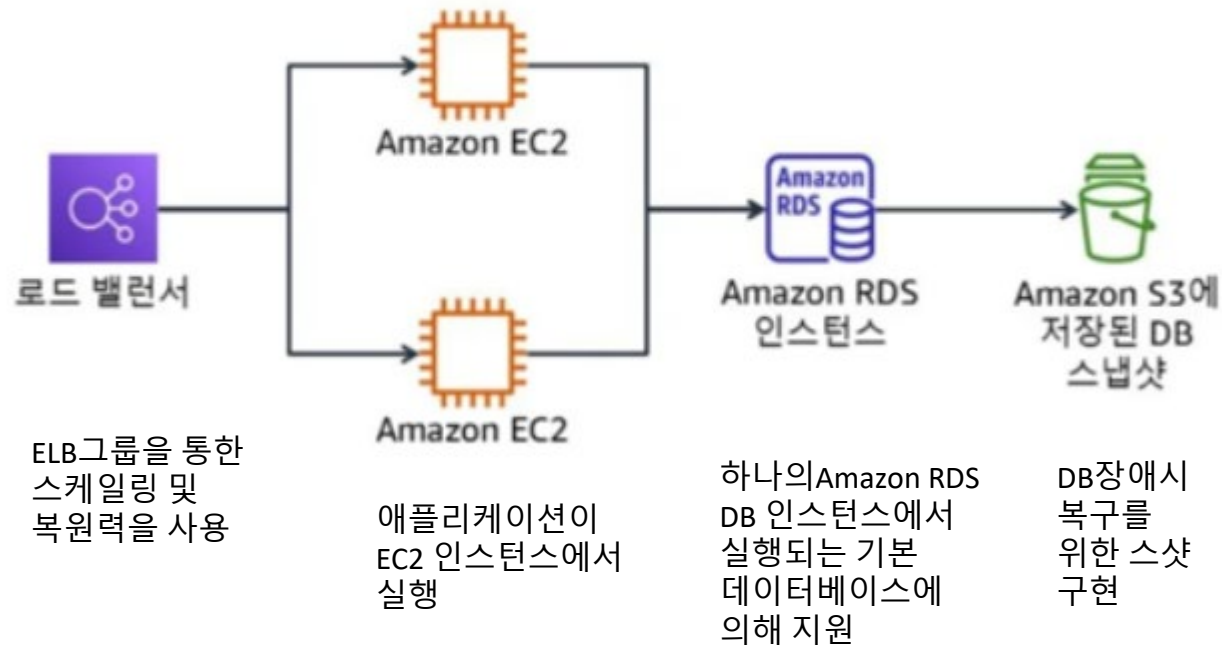 Amazon EC2
로드 밸런서
Amazon
RDS
Amazon RDS
인스턴스
Amazon S3에
저장된 DB
스냅샷
Amazon EC2
ELB그룹을 통한
스케일링 및
복원력을 사용
애플리케이션이
EC2 인스턴스에서
실행
하나의Amazon RDS
DB 인스턴스에서
실행되는 기본
데이터베이스에
의해 지원
DB장애시
복구를
위한 스샷
구현